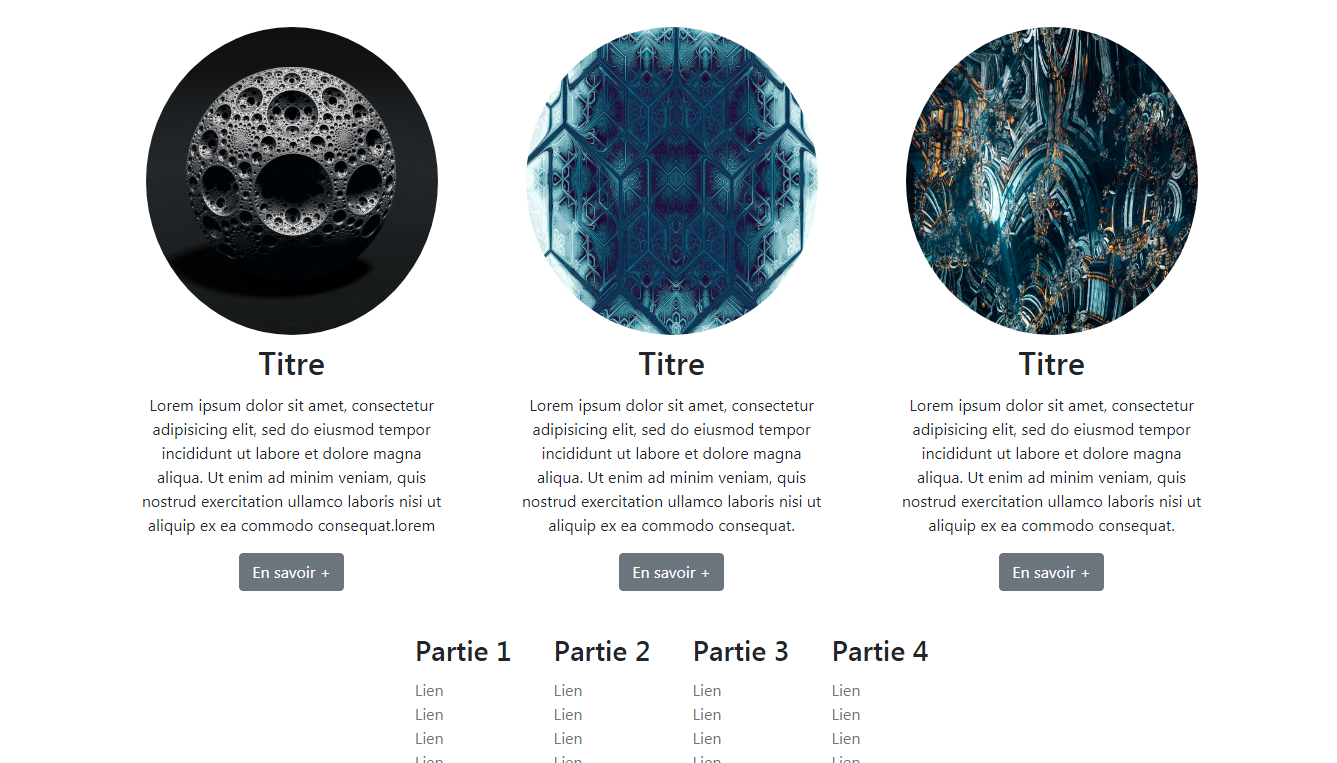 Titre
Lorem ipsum dolor sit amet, consectetur
adipisicing elit, sed do eiusmod tempor
incididunt ut labore et dolore magna
aliqua. Ut enim ad minim veniam, quis
nostrud exercitation ullamco laboris nisi ut
aliquip ex ea commodo consequat.lorem
En savoir +
Titre
Lorem ipsum dolor sit amet, consectetur
adipisicing elit, sed do eiusmod tempor
incididunt ut labore et dolore magna
aliqua. Ut enim ad minim veniam, quis
nostrud exercitation ullamco laboris nisi ut
aliquip ex ea commodo consequat.
En savoir +
Titre
Lorem ipsum dolor sit amet, consectetur
adipisicing elit, sed do eiusmod tempor
incididunt ut labore et dolore magna
aliqua. Ut enim ad minim veniam, quis
nostrud exercitation ullamco laboris nisi ut
aliquip ex ea commodo consequat.
En savoir +
Partie 1
Lien
Lien
Lien
Lien
Partie 2
Lien
Lien
Lien
Lien
Partie 3
Lien
Lien
Lien
Lien
Partie 4
Lien
Lien
Lien
Lien